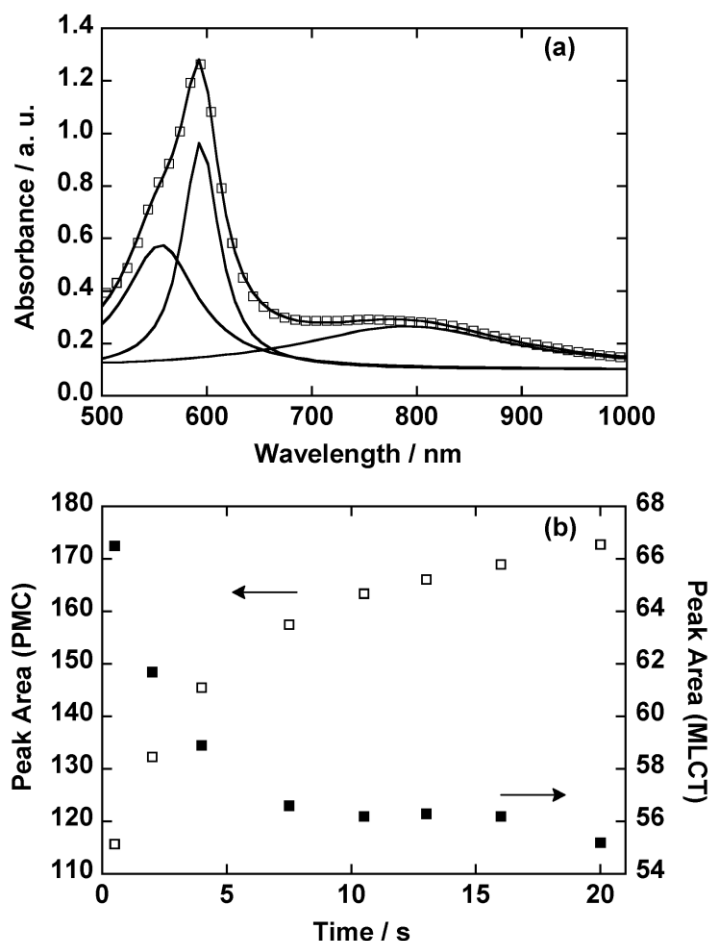 (a)
1.4
1.2
1.0
0.8
0.6
0.4
0.2
0.0
Absorbance / a. u.
500 600 700 800 900 1000
Wavelength / nm
(b)
180
170
160
150
140
130
120
110
Peak Area (PMC)
68
66
64
62
60
58
56
54
Peak Area (MLCT)
0 5 10 15 20
Time / s